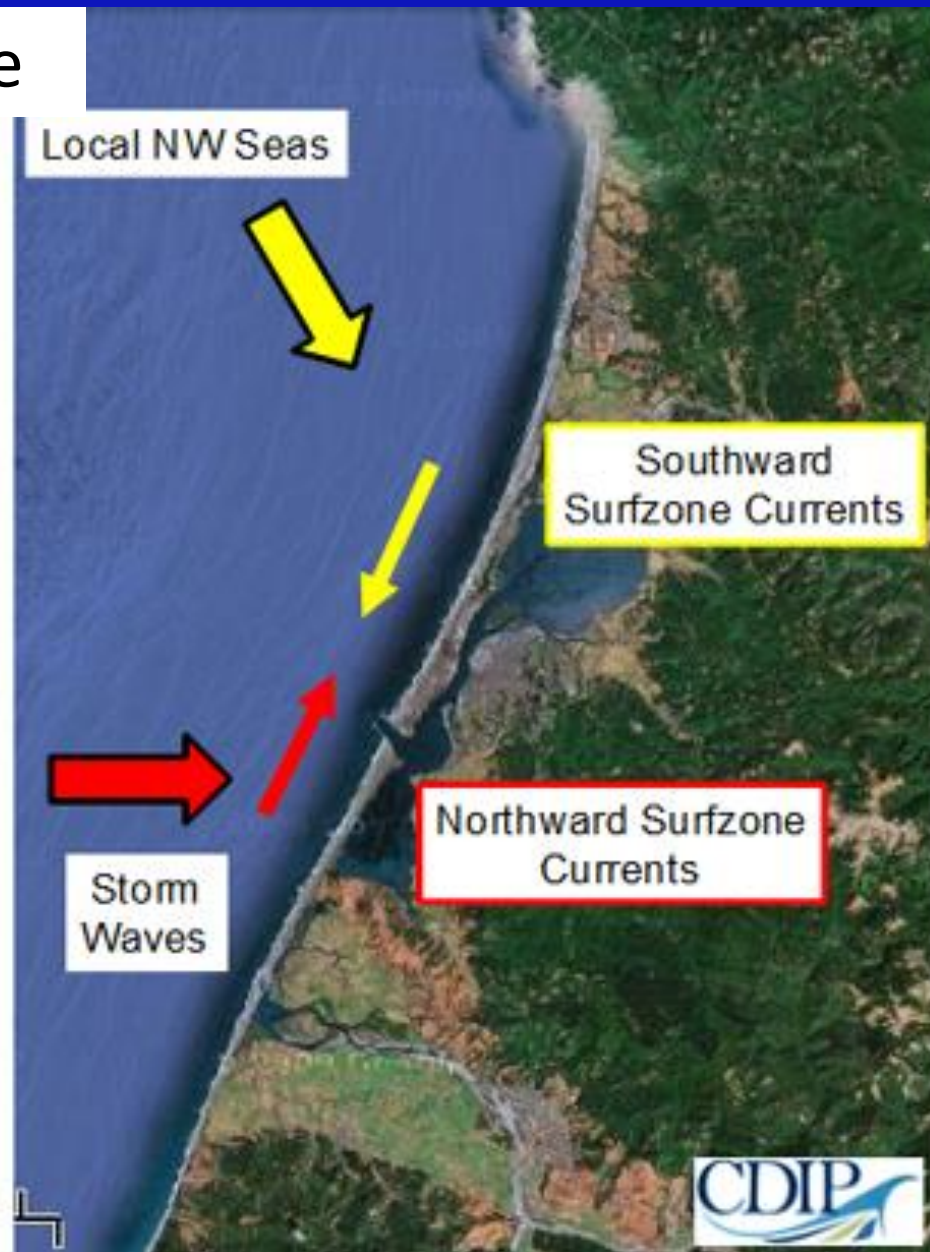 e
Local NW Seas
Southward
Surfzone Currents
Northward Surfzone
Currents
Storm
Waves
CDIP